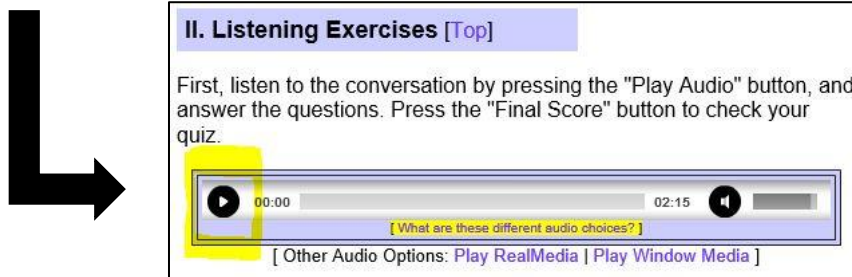 II. Listening Exercises [Top]
First, listen to the conversation by pressing the "Play Audio" button, and
answer the questions. Press the "Final Score" button to check your
quiz.
00:00 02:15
[ What are these different audio choices? ]
[ Other Audio Options: Play RealMedia | Play Window Media ]